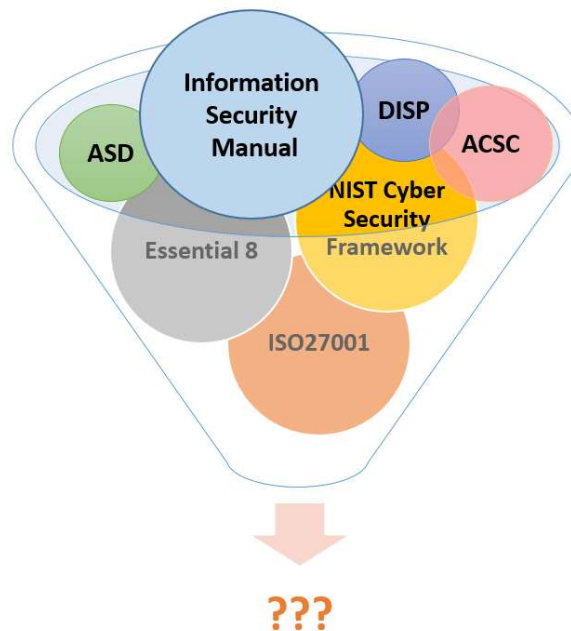 Information
Security
Manual
DISP
ASD
ACSC
NIST Cyber
Security
Framework
Essential 8
ISO27001
???